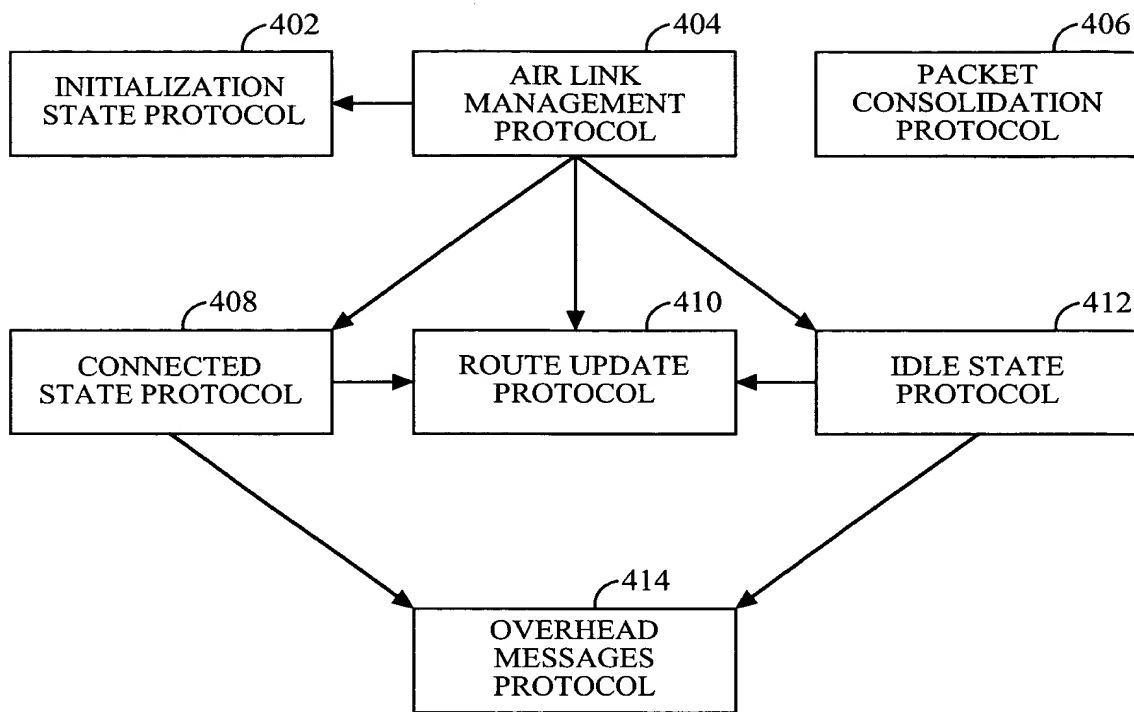 402
INITIALIZATION
STATE PROTOCOL
404
AIR LINK
MANAGEMENT
PROTOCOL
406
PACKET
CONSOLIDATION
PROTOCOL
408
CONNECTED
STATE PROTOCOL
410
ROUTE UPDATE
PROTOCOL
412
IDLE STATE
PROTOCOL
414
OVERHEAD
MESSAGES
PROTOCOL